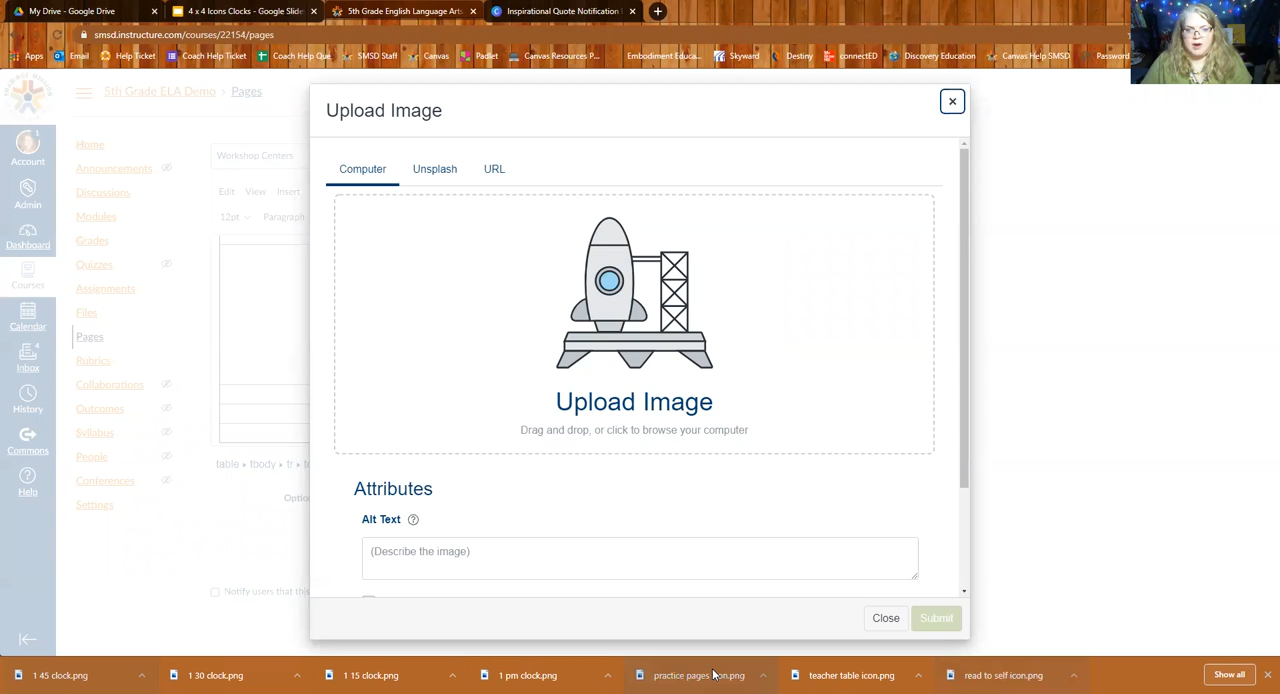 My Drive - Google Drive
4 x 4 Icons Clocks - Google Slide
5th Grade English Language Arts
Inspirational Quote Notification
smsd.instructure.com/courses/22154/pages
Apps Email Help Ticket Coach Help Ticket Coach Help Que SMSD Staff Canvas Padlet Canvas Resources P... Embodiment Educa... Skyward Destiny connectED Discovery Education Canvas Help SMSD Password
5th Grade ELA Demo Pages
Account
Admin
Dashboard
Courses
Calendar
4
Inbox
History
Commons
Help
Home
Announcements
Discussions
Modules
Grades
Quizzes
Assignments
Files
Pages
Rubrics
Collaborations
Outcomes
Syllabus
People
Conferences
Settings
Workshop Centers
Edit View Insert
12pt Paragraph
table ▸ tbody ▸ tr ▸
Notify users that
Upload Image
Computer Unsplash URL
Upload Image
Drag and drop, or click to browse your computer
Attributes
Alt Text
(Describe the image)
Close Submit
1 45 clock.png 1 30 clock.png 1 15 clock.png 1 pm clock.png practice pages icon.png teacher table icon.png read to self icon.png Show all